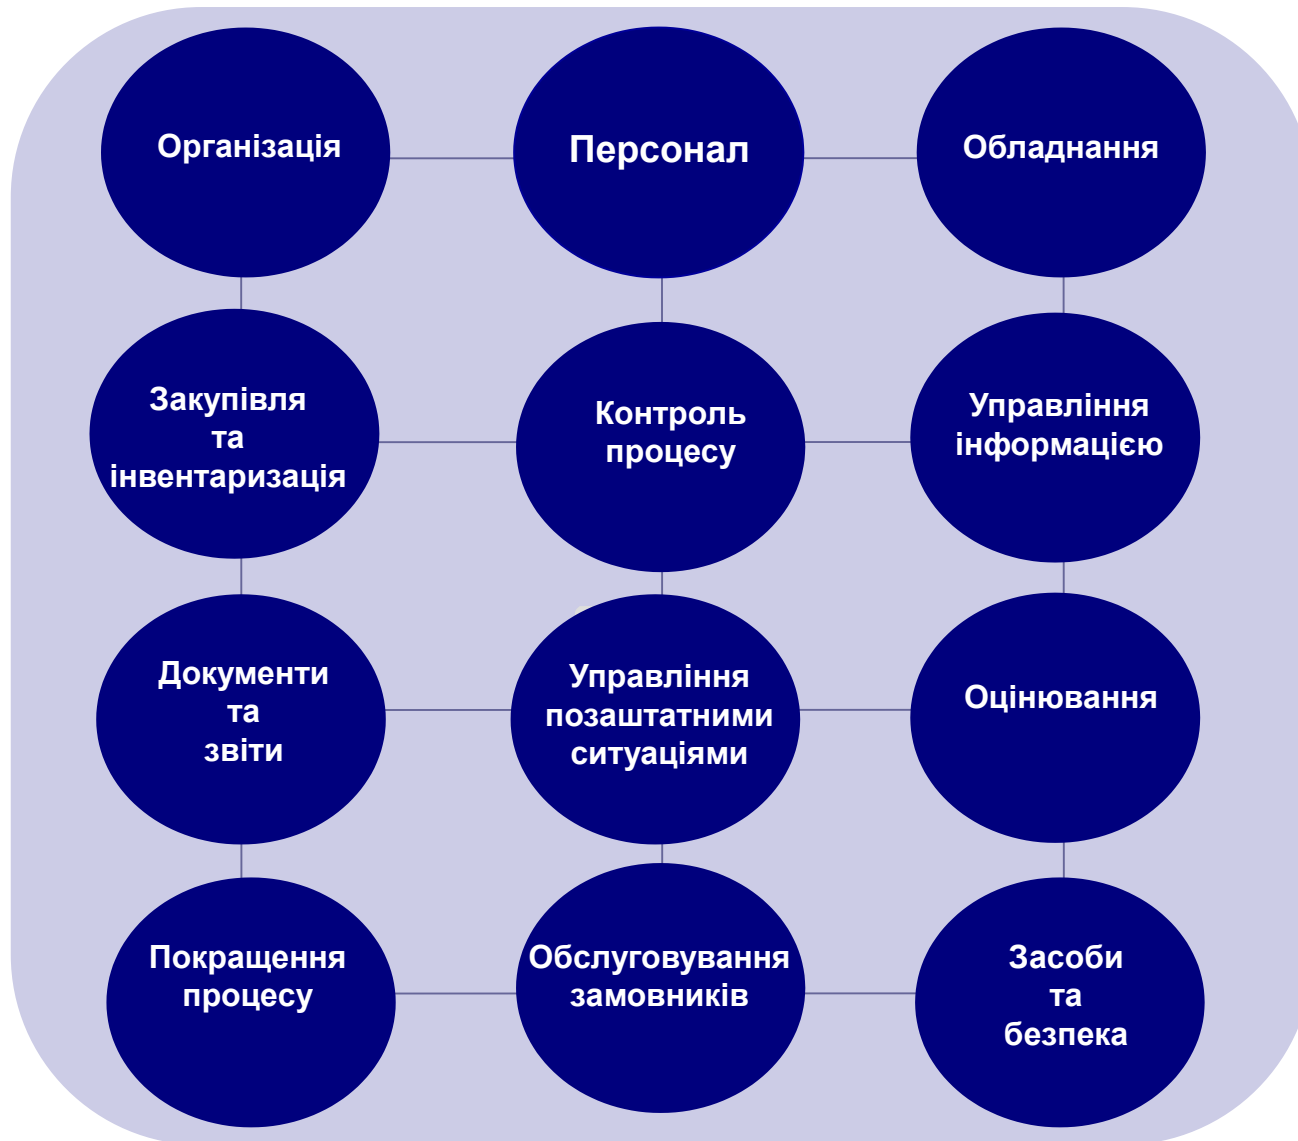 Організація
Персонал
Обладнання
Закупівля
та
інвентаризація
Контроль
процесу
Управління
інформацією
Документи
та
звіти
Управління
позаштатними
ситуаціями
Оцінювання
Покращення
процесу
Обслуговування
замовників
Засоби
та
безпека